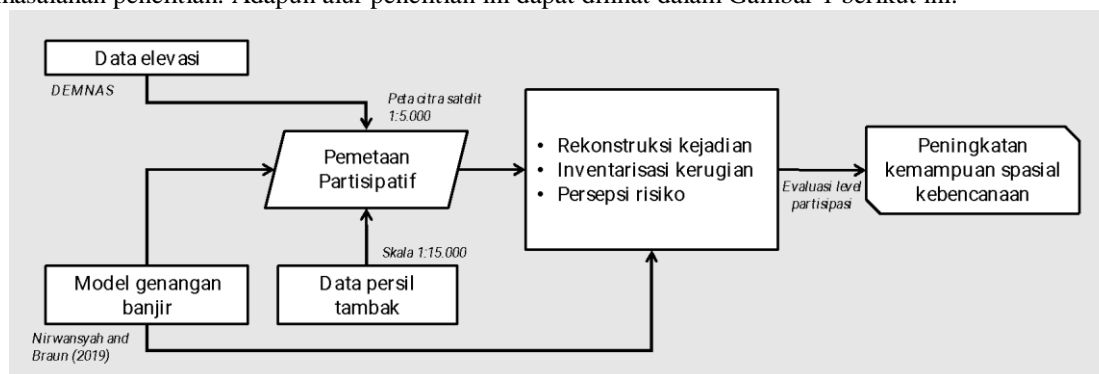 masalahan penelitian. Adapun alur penelitian ini dapat dilihat dalam Gambar 1 berikut ini:
Data elevasi
DEMNAS
Peta citra satelit
1:5.000
Pemetaan
Partisipatif
• Rekonstruksi kejadian
• Inventarisasi kerugian
• Persepsi risiko
Evaluasi level
partisipasi
Peningkatan
kemampuan spasial
kebencanaan
Skala 1:15.000
Model genangan
banjir
Data persil
tambak
Nirwansyah and
Braun (2019)